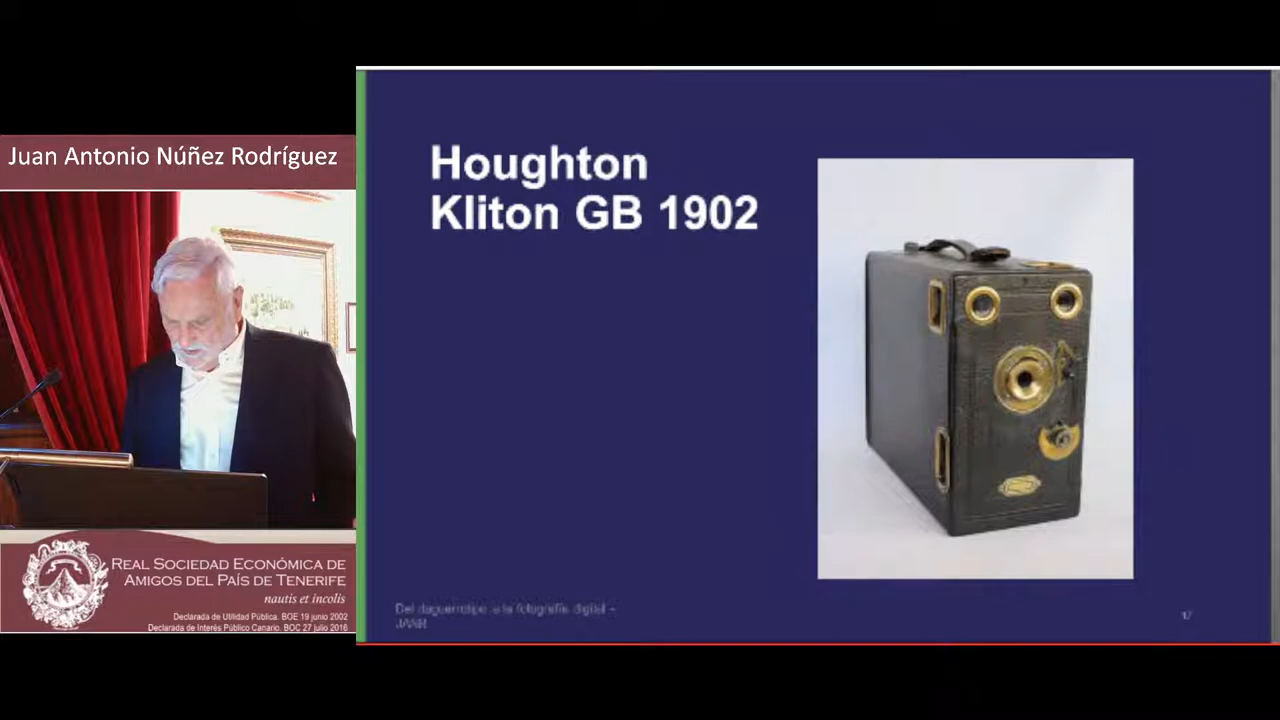 Juan Antonio Núñez Rodríguez
Houghton
Kliton GB 1902
REAL SOCIEDAD ECONÓMICA DE
AMIGOS DEL PAÍS DE TENERIFE
nautis et incolis
Declarada de Utilidad Pública. BOE 19 junio 2002
Declarada de Interés Público Canario. BOC 27 julio 2016
Del daguerrotipo a la fotografía digital -
17